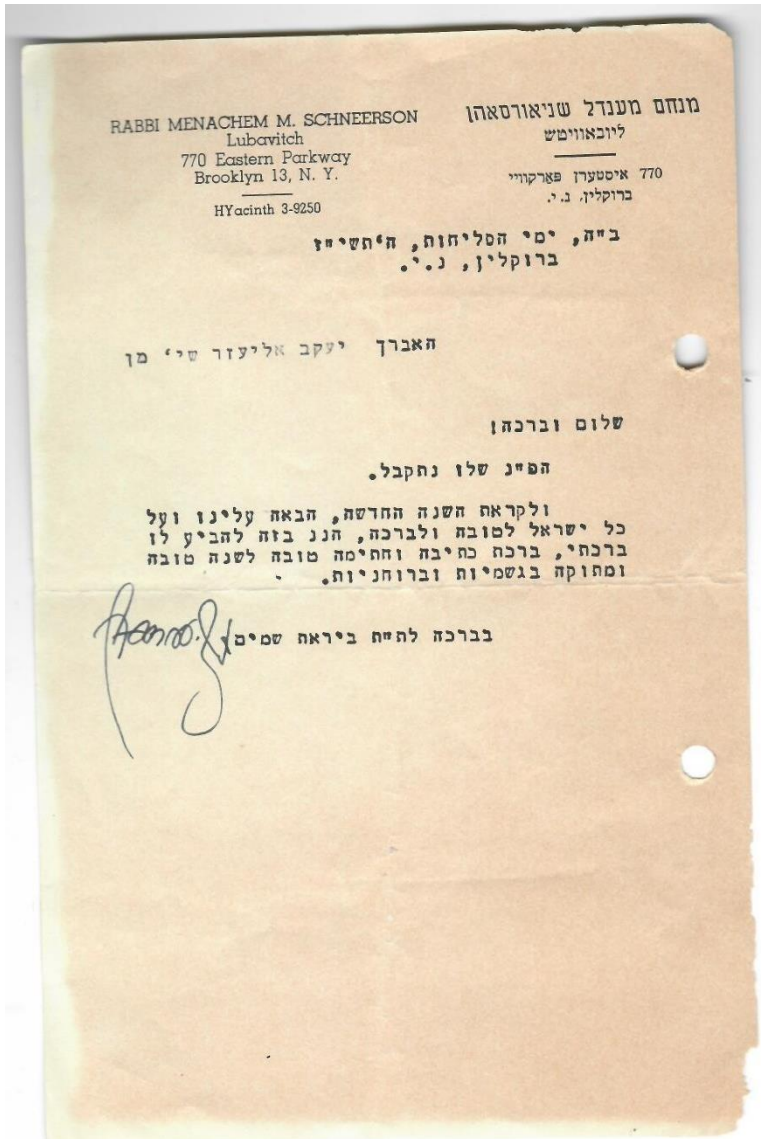 RABBI MENACHEM M. SCHNEERSON
Lubavitch
770 Eastern Parkway
Brooklyn 13, N. Y.
HYacinth 3-9250
מנחם מענדל שניאורסאהן
ליובאוויטש
770 איסטערן פארקוויי
ברוקלין, נ. י.
ב"ה, ימי הסליחות, ה'תשי"ז
ברוקלין, נ.י.
האברך יעקב אליעזר שי' מן
שלום וברכה!
הפ"נ שלו נתקבל.
ולקראת השנה החדשה, הבאה עלינו ועל
כל ישראל לטובה ולברכה, הנני בזה להביע לו
ברכתי, ברכת כתיבה וחתימה טובה לשנה טובה
ומתוקה בגשמיות וברוחניות.
בברכה לת"ת ביראת שמים